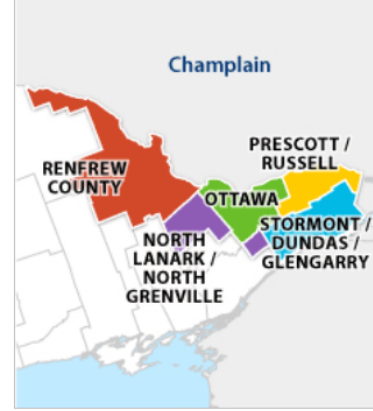 Champlain
PRESCOTT /
RUSSELL
RENFREW
COUNTY
OTTAWA
STORMONT /
DUNDAS /
GLENGARRY
NORTH
LANARK /
NORTH
GRENVILLE